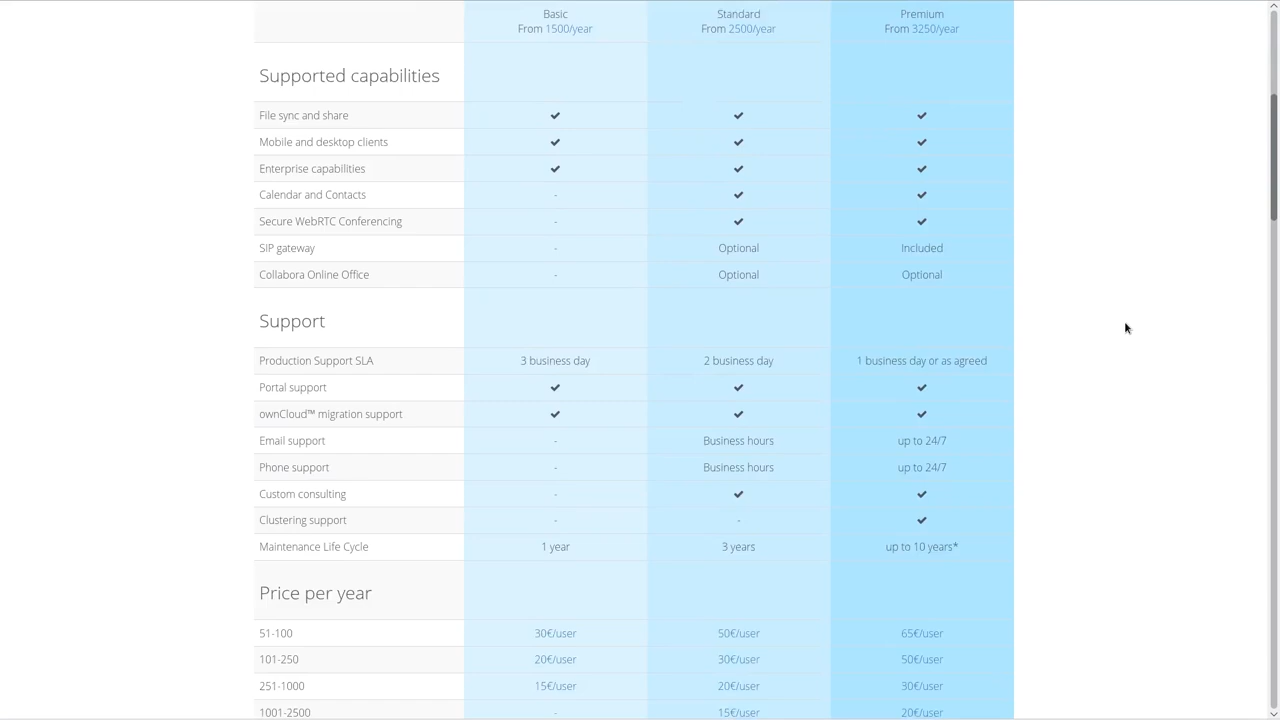 Basic Standard Premium
From 1500/year From 2500/year From 3250/year
Supported capabilities
File sync and share ✔ ✔ ✔
Mobile and desktop clients ✔ ✔ ✔
Enterprise capabilities ✔ ✔ ✔
Calendar and Contacts - ✔ ✔
Secure WebRTC Conferencing - ✔ ✔
SIP gateway - Optional Included
Collabora Online Office - Optional Optional
Support
Production Support SLA 3 business day 2 business day 1 business day or as agreed
Portal support ✔ ✔ ✔
ownCloud™ migration support ✔ ✔ ✔
Email support - Business hours up to 24/7
Phone support - Business hours up to 24/7
Custom consulting - ✔ ✔
Clustering support - - ✔
Maintenance Life Cycle 1 year 3 years up to 10 years*
Price per year
51-100 30€/user 50€/user 65€/user
101-250 20€/user 30€/user 50€/user
251-1000 15€/user 20€/user 30€/user
1001-2500 - 15€/user 20€/user